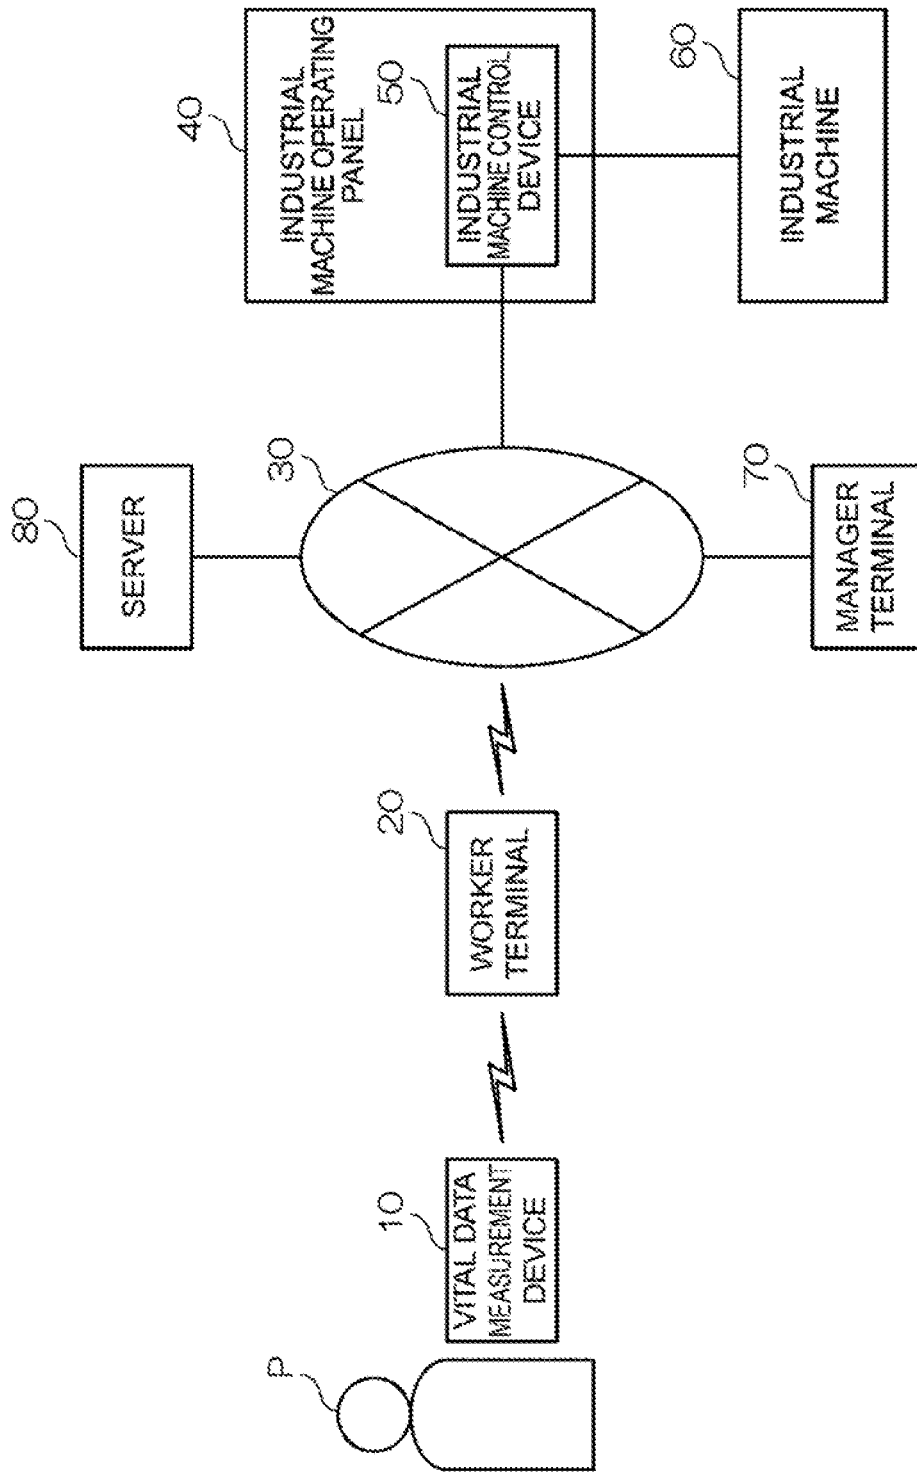 P
10
VITAL DATA
MEASUREMENT
DEVICE
20
WORKER
TERMINAL
80
SERVER
30
70
MANAGER
TERMINAL
40
INDUSTRIAL
MACHINE OPERATING
PANEL
50
INDUSTRIAL
MACHINE CONTROL
DEVICE
60
INDUSTRIAL
MACHINE